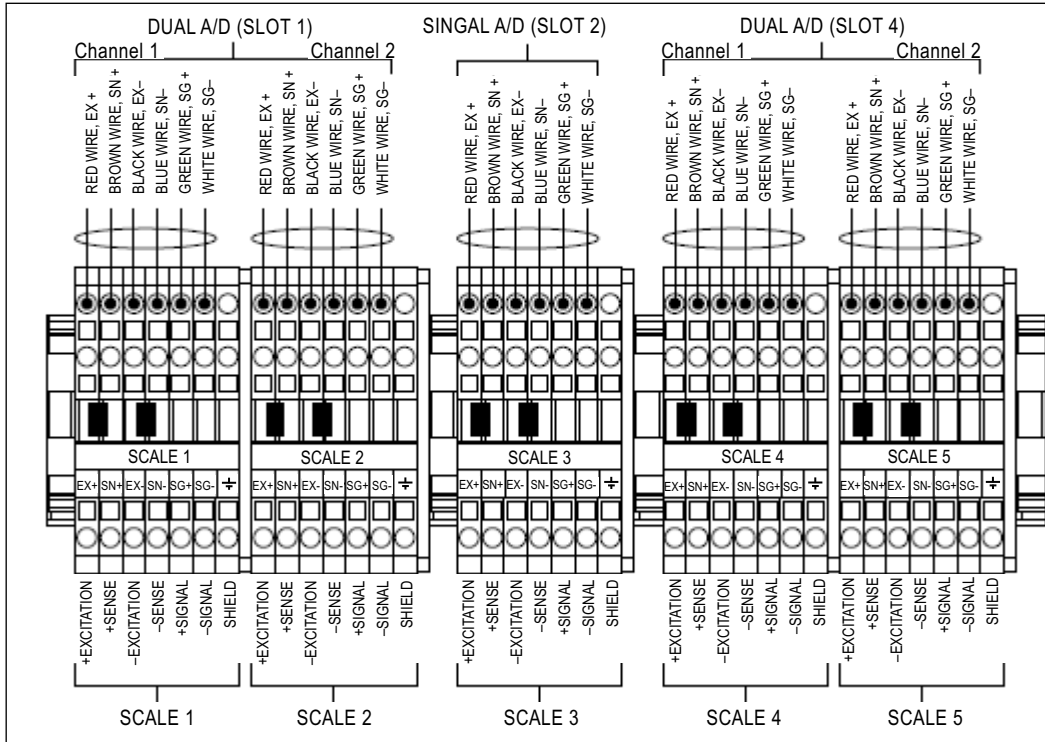 DUAL A/D (SLOT 1) SINGAL A/D (SLOT 2) DUAL A/D (SLOT 4)
Channel 1 Channel 2 Channel 1 Channel 2
RED WIRE, EX +
BROWN WIRE, SN +
BLACK WIRE, EX–
BLUE WIRE, SN–
GREEN WIRE, SG +
WHITE WIRE, SG–
RED WIRE, EX +
BROWN WIRE, SN +
BLACK WIRE, EX–
BLUE WIRE, SN–
GREEN WIRE, SG +
WHITE WIRE, SG–
RED WIRE, EX +
BROWN WIRE, SN +
BLACK WIRE, EX–
BLUE WIRE, SN–
GREEN WIRE, SG +
WHITE WIRE, SG–
RED WIRE, EX +
BROWN WIRE, SN +
BLACK WIRE, EX–
BLUE WIRE, SN–
GREEN WIRE, SG +
WHITE WIRE, SG–
RED WIRE, EX +
BROWN WIRE, SN +
BLACK WIRE, EX–
BLUE WIRE, SN–
GREEN WIRE, SG +
WHITE WIRE, SG–
SCALE 1 SCALE 2 SCALE 3 SCALE 4 SCALE 5
EX+ SN+ EX- SN- SG+ SG- EX+ SN+ EX- SN- SG+ SG- EX+ SN+ EX- SN- SG+ SG- EX+ SN+ EX- SN- SG+ SG- EX+ SN+ EX- SN- SG+ SG-
+EXCITATION
+SENSE
–EXCITATION
–SENSE
+SIGNAL
–SIGNAL
SHIELD
+EXCITATION
+SENSE
–EXCITATION
–SENSE
+SIGNAL
–SIGNAL
SHIELD
+EXCITATION
+SENSE
–EXCITATION
–SENSE
+SIGNAL
–SIGNAL
SHIELD
+EXCITATION
+SENSE
–EXCITATION
–SENSE
+SIGNAL
–SIGNAL
SHIELD
+EXCITATION
+SENSE
–EXCITATION
–SENSE
+SIGNAL
–SIGNAL
SHIELD
SCALE 1 SCALE 2 SCALE 3 SCALE 4 SCALE 5